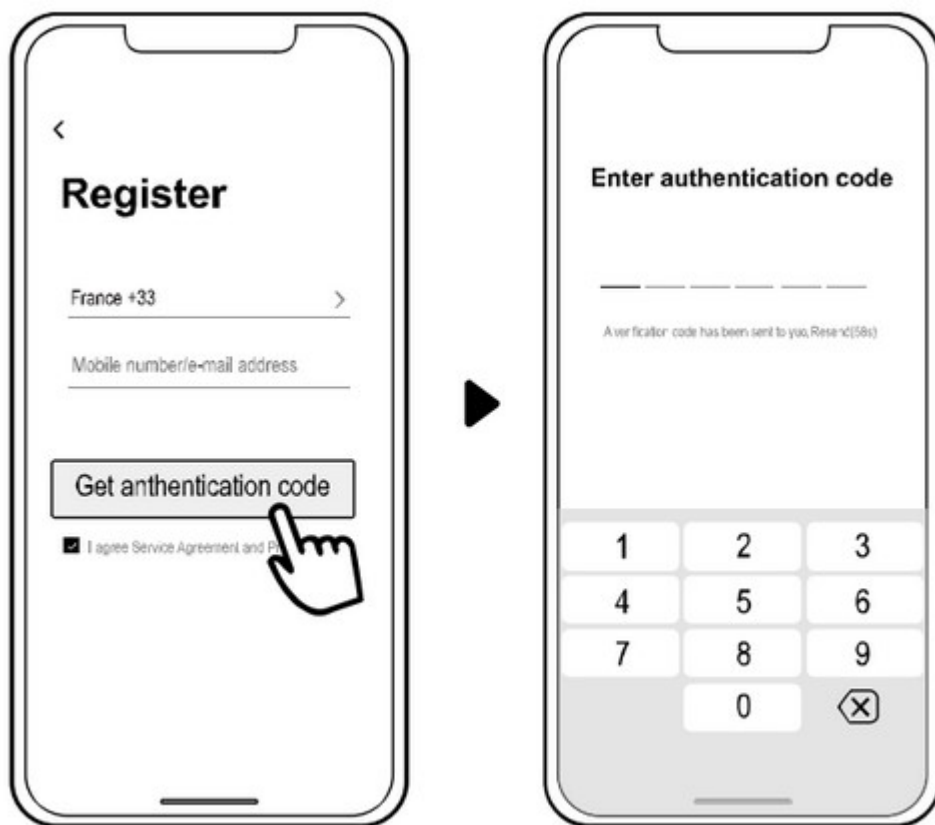 Register
France +33
Mobile number/e-mail address
Get anthentication code
I agree Service Agreement and
Enter authentication code
A verification code has been sent to you, Resend(58s)
1 2 3
4 5 6
7 8 9
0